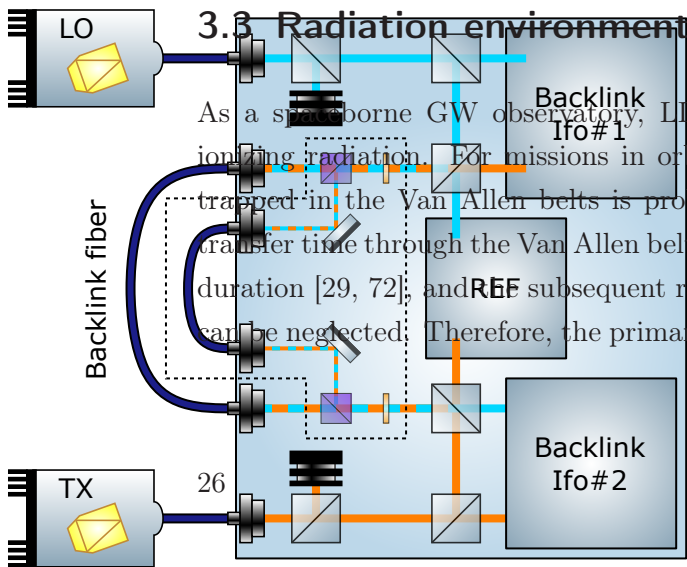 LO
3.3 Radiation environment
As a spaceborne GW observatory, LI
Backlink
Ifo#1
ionizing radiation. For missions in or
trapped in the Van Allen belts is pro
transfer time through the Van Allen bel
Backlink fiber
REF
duration [29, 72], and the subsequent r
can be neglected. Therefore, the prima
Backlink
Ifo#2
TX
26